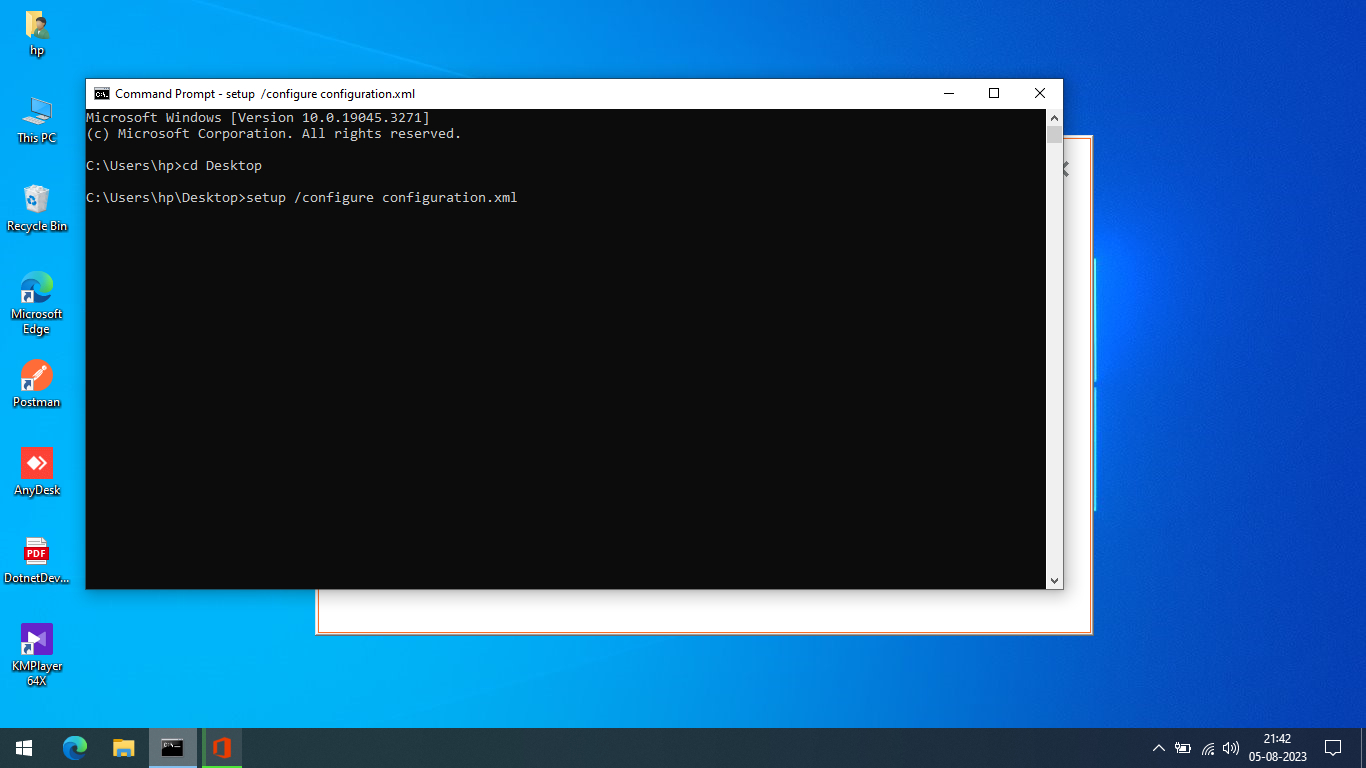 hp
This PC
Recycle Bin
Microsoft
Edge
Postman
AnyDesk
PDF
DotnetDev...
KMPlayer
64X
C:\.
Command Prompt - setup  /configure configuration.xml
Microsoft Windows [Version 10.0.19045.3271]
(c) Microsoft Corporation. All rights reserved.
C:\Users\hp>cd Desktop
C:\Users\hp\Desktop>setup /configure configuration.xml
21:42
05-08-2023